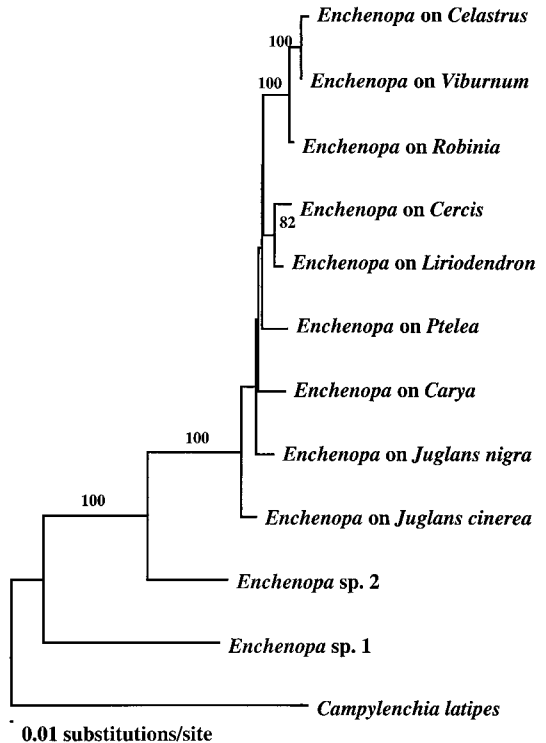 Enchenopa on Celastrus
100
Enchenopa on Viburnum
100
Enchenopa on Robinia
Enchenopa on Cercis
82
Enchenopa on Liriodendron
Enchenopa on Ptelea
Enchenopa on Carya
100
Enchenopa on Juglans nigra
100
Enchenopa on Juglans cinerea
Enchenopa sp. 2
Enchenopa sp. 1
Campylenchia latipes
0.01 substitutions/site